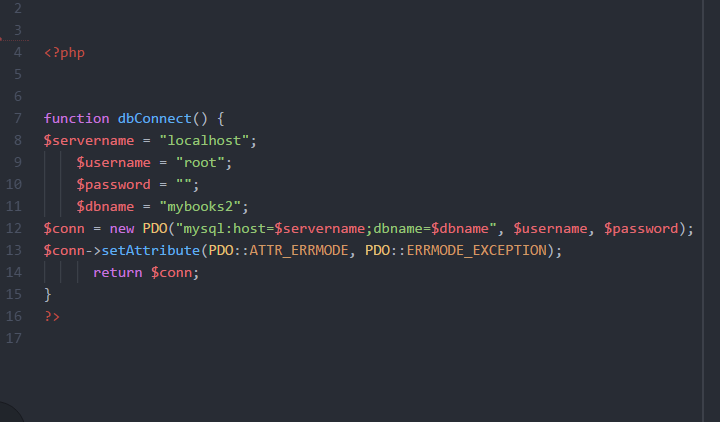 2
3
4 <?php
5
6
7 function dbConnect() {
8 $servername = "localhost";
9 $username = "root";
10 $password = "";
11 $dbname = "mybooks2";
12 $conn = new PDO("mysql:host=$servername;dbname=$dbname", $username, $password);
13 $conn->setAttribute(PDO::ATTR_ERRMODE, PDO::ERRMODE_EXCEPTION);
14 return $conn;
15 }
16 ?>
17